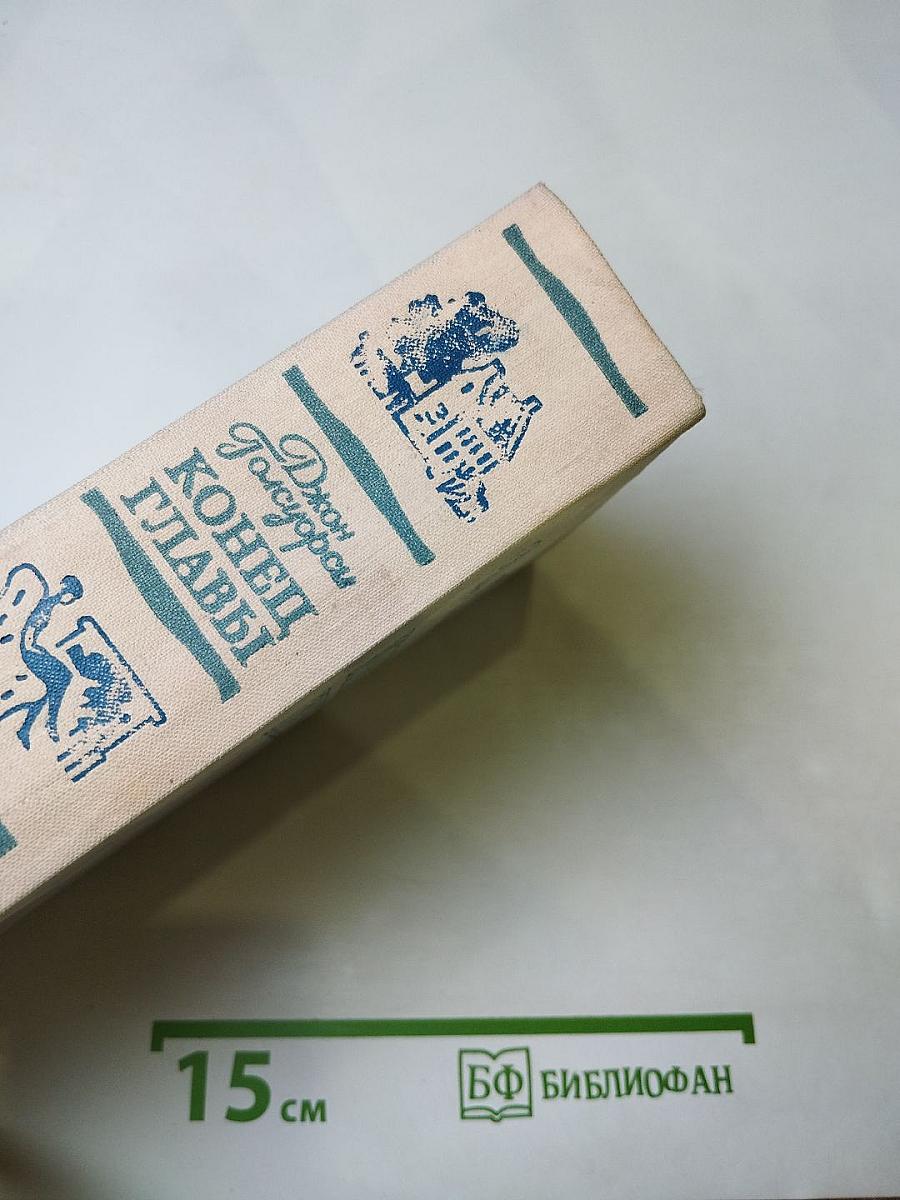 Джон
Голсуорси
КОНЕЦ
ГЛАВЫ
15 см
БФ БИБЛИОФАН